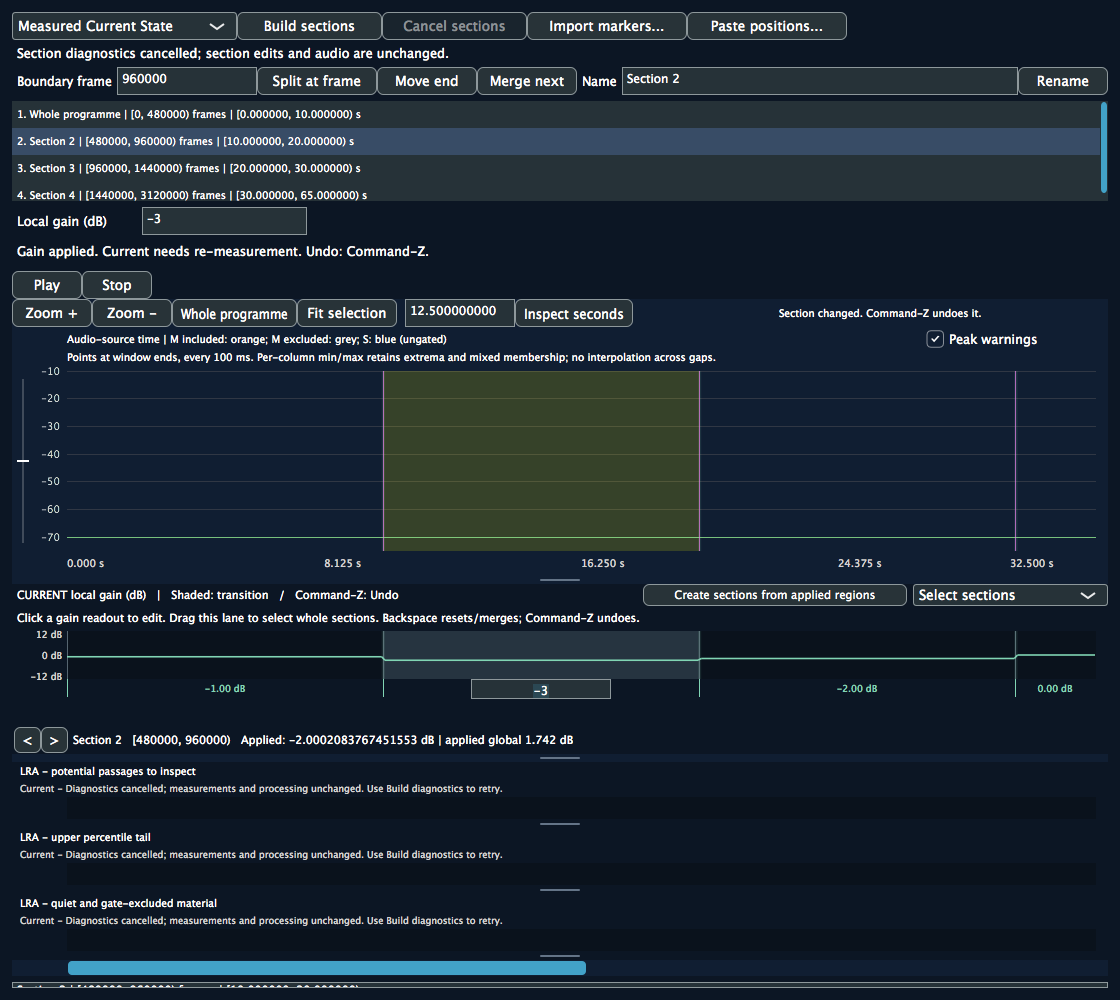 Measured Current State Build sections Cancel sections Import markers... Paste positions...
Section diagnostics cancelled; section edits and audio are unchanged.
Boundary frame 960000 Split at frame Move end Merge next Name Section 2 Rename
1. Whole programme | [0, 480000) frames | [0.000000, 10.000000) s
2. Section 2 | [480000, 960000) frames | [10.000000, 20.000000) s
3. Section 3 | [960000, 1440000) frames | [20.000000, 30.000000) s
4. Section 4 | [1440000, 3120000) frames | [30.000000, 65.000000) s
Local gain (dB) -3
Gain applied. Current needs re-measurement. Undo: Command-Z.
Play Stop
Zoom + Zoom - Whole programme Fit selection 12.500000000 Inspect seconds Section changed. Command-Z undoes it.
Audio-source time | M included: orange; M excluded: grey; S: blue (ungated) Peak warnings
Points at window ends, every 100 ms. Per-column min/max retains extrema and mixed membership; no interpolation across gaps.
-10
-20
-30
-40
-50
-60
-70
0.000 s 8.125 s 16.250 s 24.375 s 32.500 s
CURRENT local gain (dB) | Shaded: transition / Command-Z: Undo Create sections from applied regions Select sections
Click a gain readout to edit. Drag this lane to select whole sections. Backspace resets/merges; Command-Z undoes.
12 dB
0 dB
-12 dB
-1.00 dB -3 -2.00 dB 0.00 dB
< > Section 2 [480000, 960000) Applied: -2.0002083767451553 dB | applied global 1.742 dB
LRA - potential passages to inspect
Current - Diagnostics cancelled; measurements and processing unchanged. Use Build diagnostics to retry.
LRA - upper percentile tail
Current - Diagnostics cancelled; measurements and processing unchanged. Use Build diagnostics to retry.
LRA - quiet and gate-excluded material
Current - Diagnostics cancelled; measurements and processing unchanged. Use Build diagnostics to retry.